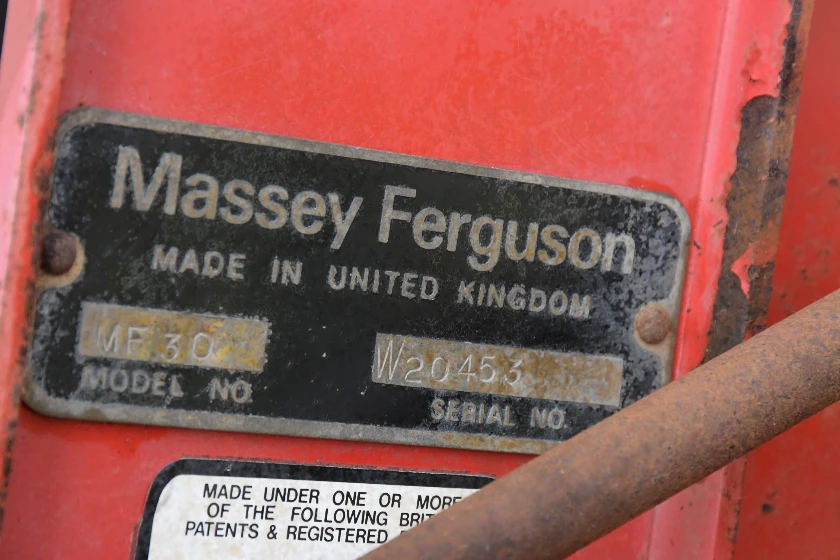 Massey Ferguson
MADE IN UNITED KINGDOM
MF 30
MODEL NO.
W20453
SERIAL NO.
MADE UNDER ONE OR MORE
OF THE FOLLOWING
PATENTS & REGISTERED